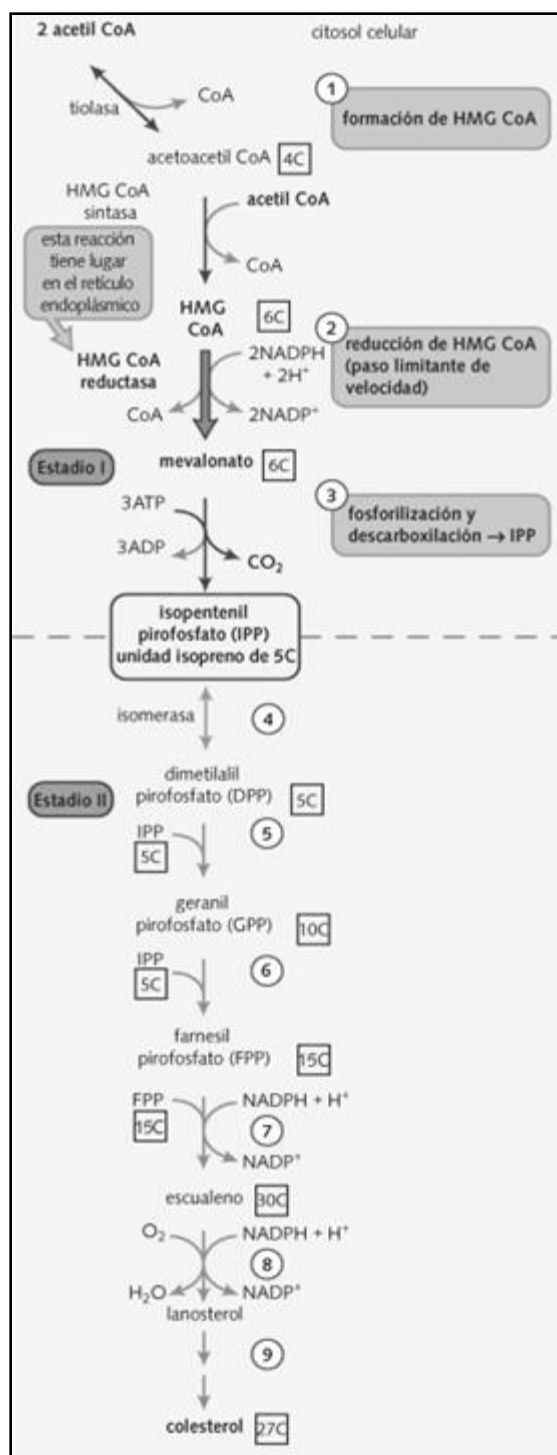 2 acetil CoA
citosol celular
CoA
tiolasa
1
formación de HMG CoA
acetoacetil CoA 4C
HMG CoA
sintasa
acetil CoA
CoA
esta reacción
tiene lugar
en el retículo
endoplásmico
HMG
CoA
6C
2
reducción de HMG CoA
(paso limitante de
velocidad)
HMG CoA
reductasa
2NADPH
+ 2H⁺
CoA
2NADP⁺
Estadio I
mevalonato 6C
3
fosforilización y
descarboxilación → IPP
3ATP
3ADP
CO₂
isopentenil
pirofosfato (IPP)
unidad isopreno de 5C
isomerasa
4
Estadio II
dimetilalil
pirofosfato (DPP) 5C
IPP
5C
5
geranil
pirofosfato (GPP) 10C
IPP
5C
6
farnesil
pirofosfato (FPP) 15C
FPP
15C
NADPH + H⁺
7
NADP⁺
escualeno 30C
O₂
NADPH + H⁺
8
H₂O
NADP⁺
lanosterol
9
colesterol 27C